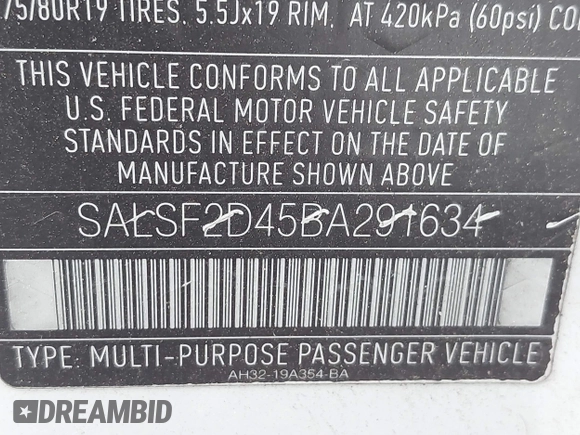 /5/80R19 TIRES, 5.5Jx19 RIM, AT 420kPa (60psi) CO
THIS VEHICLE CONFORMS TO ALL APPLICABLE
U.S. FEDERAL MOTOR VEHICLE SAFETY
STANDARDS IN EFFECT ON THE DATE OF
MANUFACTURE SHOWN ABOVE
SALSF2D45BA291634
TYPE: MULTI-PURPOSE PASSENGER VEHICLE
AH32-19A354-BA
DREAMBID